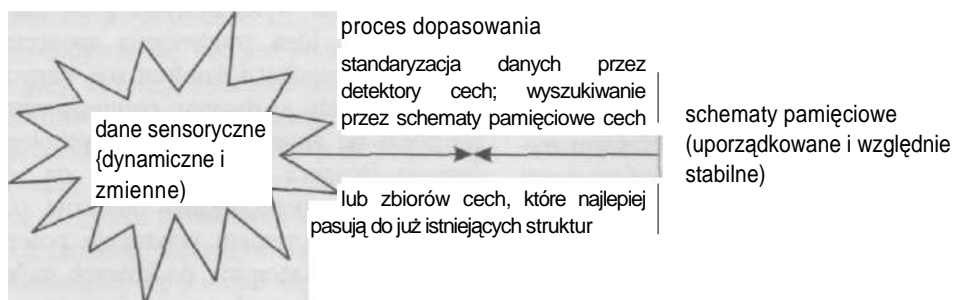 proces dopasowania
standaryzacja danych przez
detektory cech; wyszukiwanie
przez schematy pamięciowe cech
dane sensoryczne
{dynamiczne i
zmienne)
schematy pamięciowe
(uporządkowane i względnie
stabilne)
lub zbiorów cech, które najlepiej
pasują do już istniejących struktur